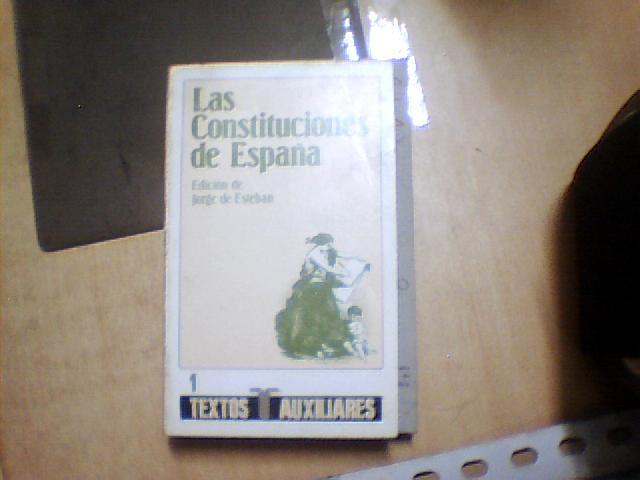 Las
Constituciones
de España
Edición de
Jorge de Esteban
1
TEXTOS AUXILIARES